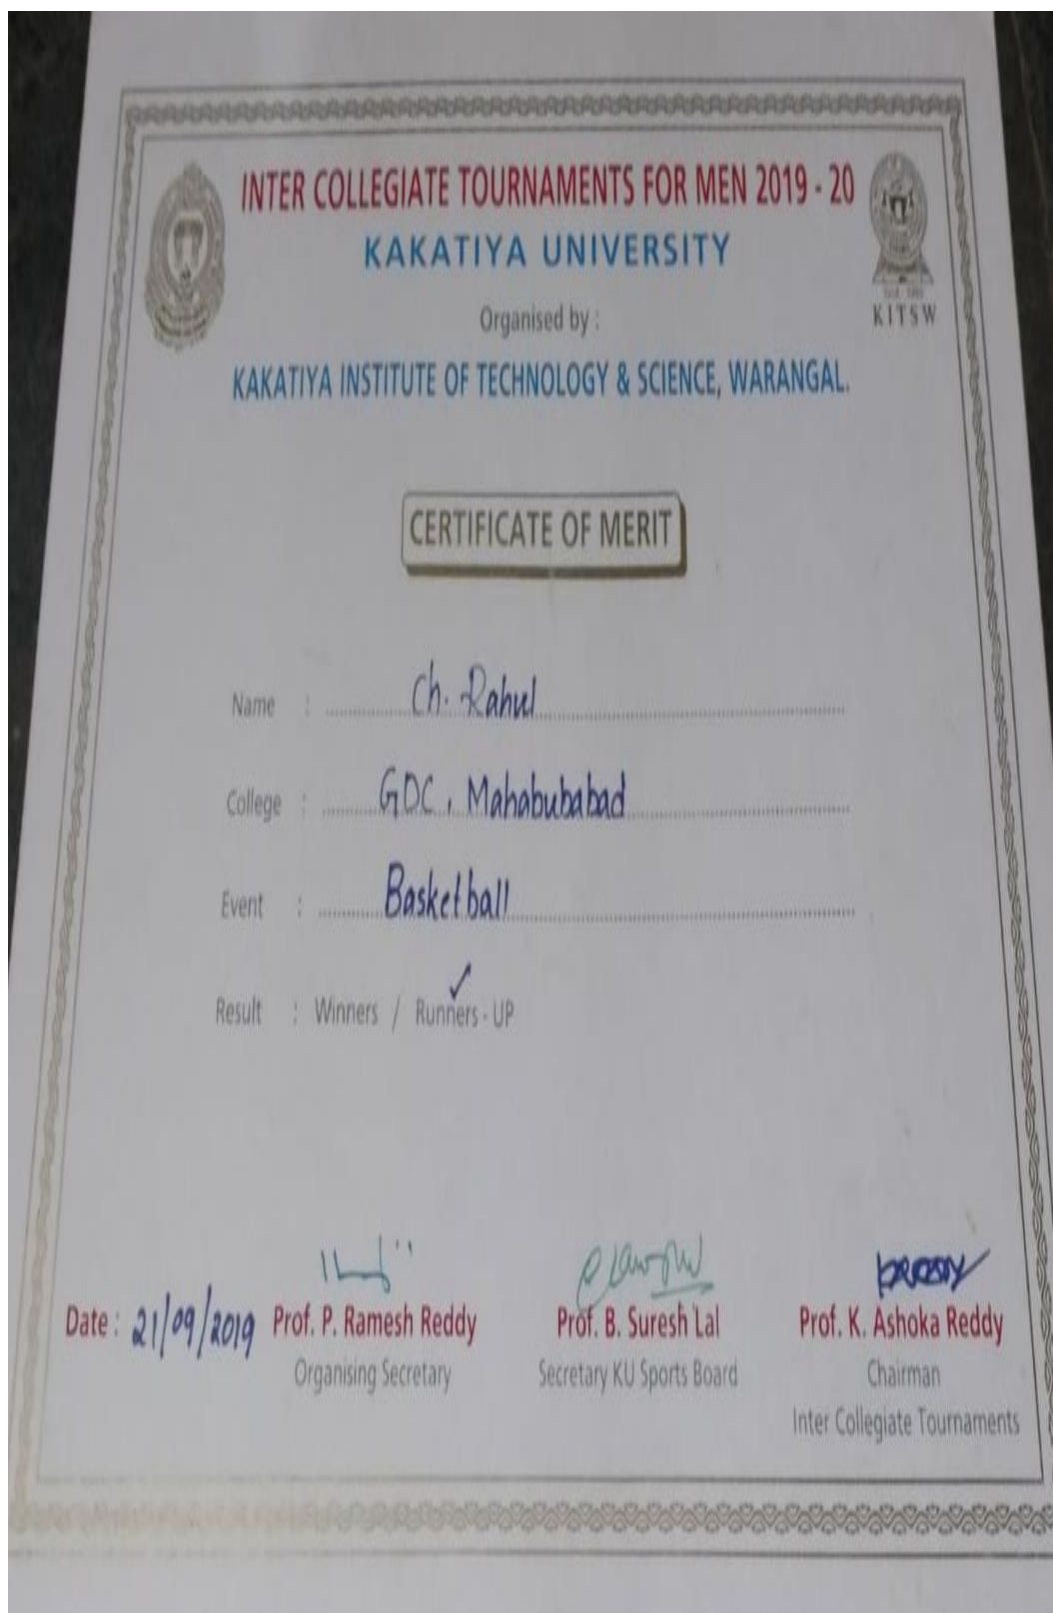 INTER COLLEGIATE TOURNAMENTS FOR MEN 2019 - 20
KAKATIYA UNIVERSITY
Organised by :
KITSW
KAKATIYA INSTITUTE OF TECHNOLOGY & SCIENCE, WARANGAL.
CERTIFICATE OF MERIT
Name : Ch. Rahul
College : GDC, Mahabubabad
Event : Basketball
Result : Winners / Runners - UP
Date : 21/09/2019
Prof. P. Ramesh Reddy
Organising Secretary
Prof. B. Suresh Lal
Secretary KU Sports Board
Prof. K. Ashoka Reddy
Chairman
Inter Collegiate Tournaments